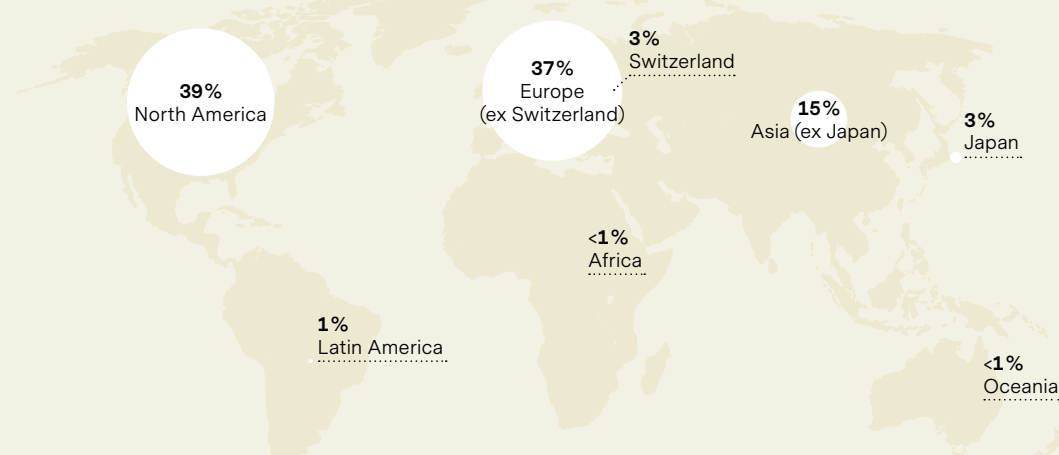 39%
North America
37%
Europe
(ex Switzerland)
3%
Switzerland
15%
Asia (ex Japan)
3%
Japan
<1%
Africa
1%
Latin America
<1%
Oceania